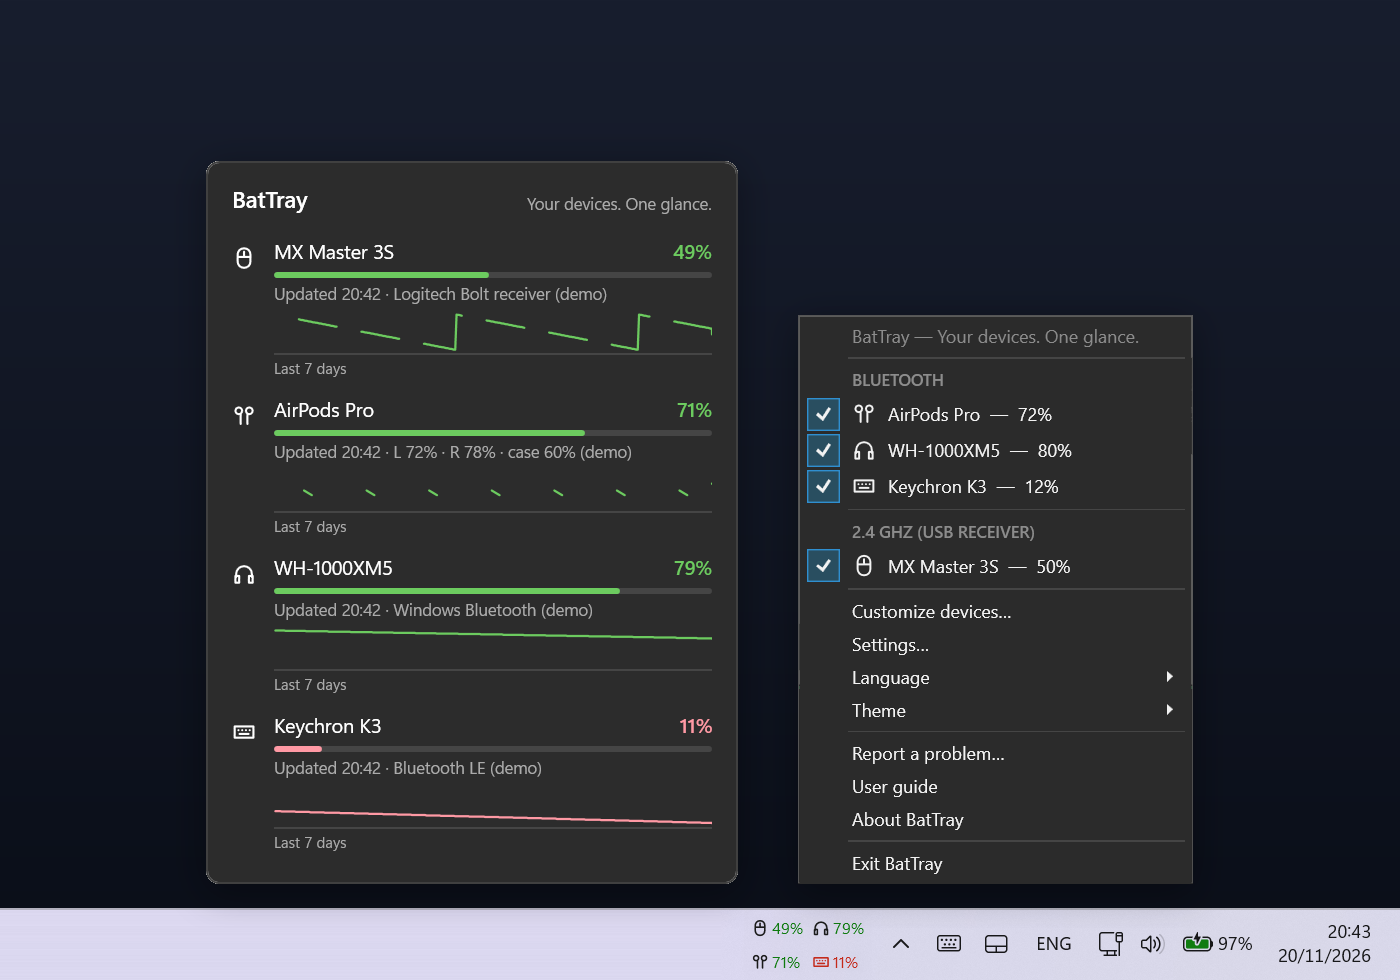 BatTray
Your devices. One glance.
MX Master 3S
49%
Updated 20:42 · Logitech Bolt receiver (demo)
Last 7 days
AirPods Pro
71%
Updated 20:42 · L 72% · R 78% · case 60% (demo)
Last 7 days
WH-1000XM5
79%
Updated 20:42 · Windows Bluetooth (demo)
Last 7 days
Keychron K3
11%
Updated 20:42 · Bluetooth LE (demo)
Last 7 days
BatTray — Your devices. One glance.
BLUETOOTH
AirPods Pro — 72%
WH-1000XM5 — 80%
Keychron K3 — 12%
2.4 GHZ (USB RECEIVER)
MX Master 3S — 50%
Customize devices...
Settings...
Language
Theme
Report a problem...
User guide
About BatTray
Exit BatTray
49% 79%
71% 11%
ENG
97%
20:43
20/11/2026